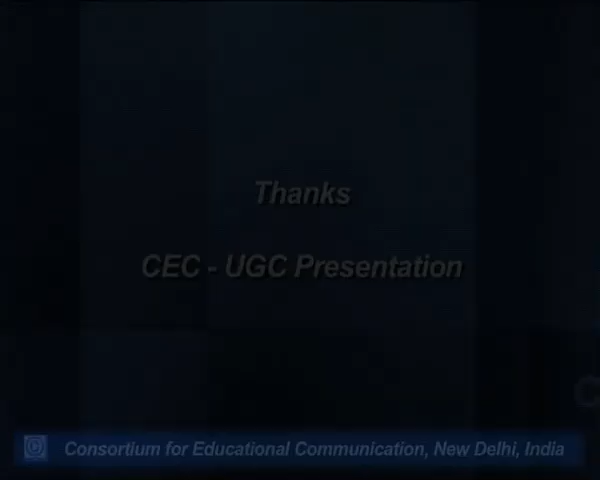 Thanks
CEC - UGC Presentation
Consortium for Educational Communication, New Delhi, India